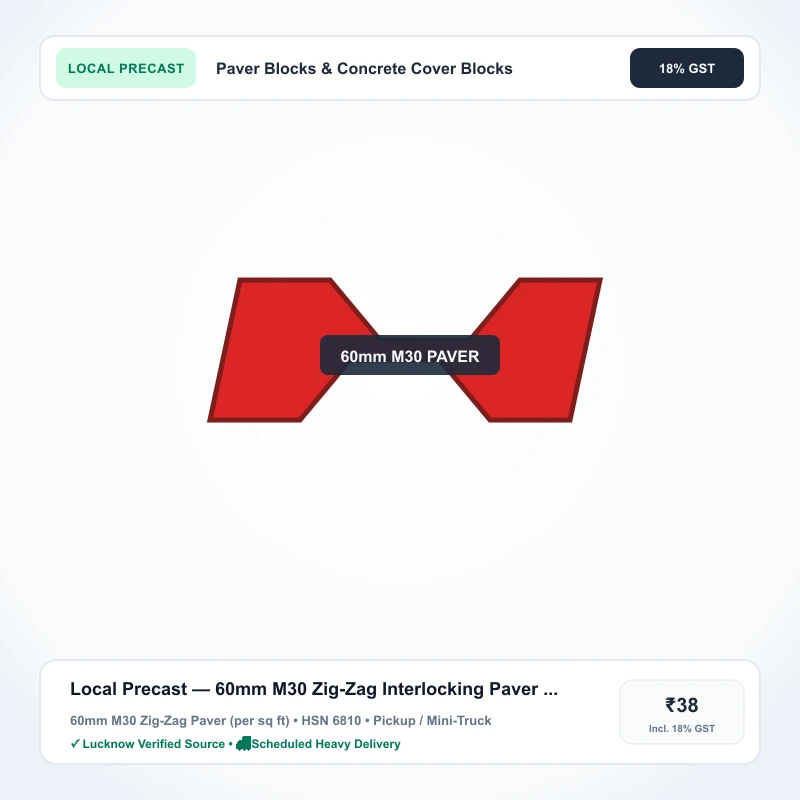 LOCAL PRECAST
Paver Blocks & Concrete Cover Blocks
18% GST
60mm M30 PAVER
Local Precast — 60mm M30 Zig-Zag Interlocking Paver ...
60mm M30 Zig-Zag Paver (per sq ft) • HSN 6810 • Pickup / Mini-Truck
✓ Lucknow Verified Source • 🚚 Scheduled Heavy Delivery
₹38
Incl. 18% GST